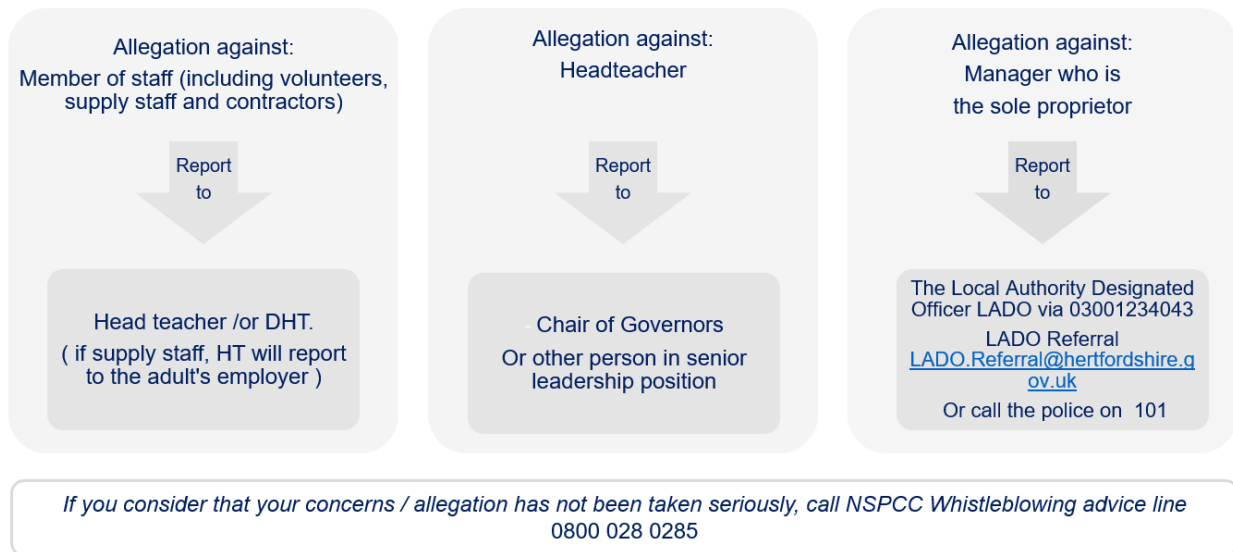 Allegation against:
Member of staff (including volunteers,
supply staff and contractors)
Report
to
Head teacher /or DHT.
( if supply staff, HT will report
to the adult's employer )
Allegation against:
Headteacher
Report
to
- Chair of Governors
Or other person in senior
leadership position
Allegation against:
Manager who is
the sole proprietor
Report
to
The Local Authority Designated
Officer LADO via 03001234043
LADO Referral
LADO.Referral@hertfordshire.g
ov.uk
Or call the police on 101
If you consider that your concerns / allegation has not been taken seriously, call NSPCC Whistleblowing advice line
0800 028 0285